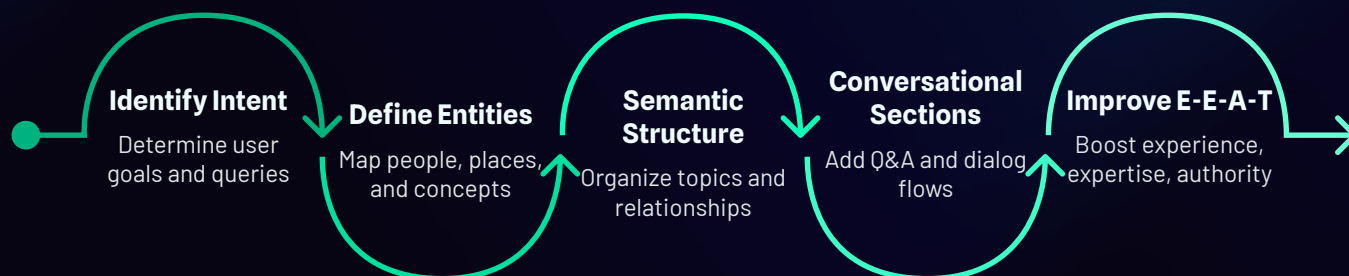 Identify Intent
Determine user
goals and queries
Define Entities
Map people, places,
and concepts
Semantic
Structure
Organize topics and
relationships
Conversational
Sections
Add Q&A and dialog
flows
Improve E-E-A-T
Boost experience,
expertise, authority